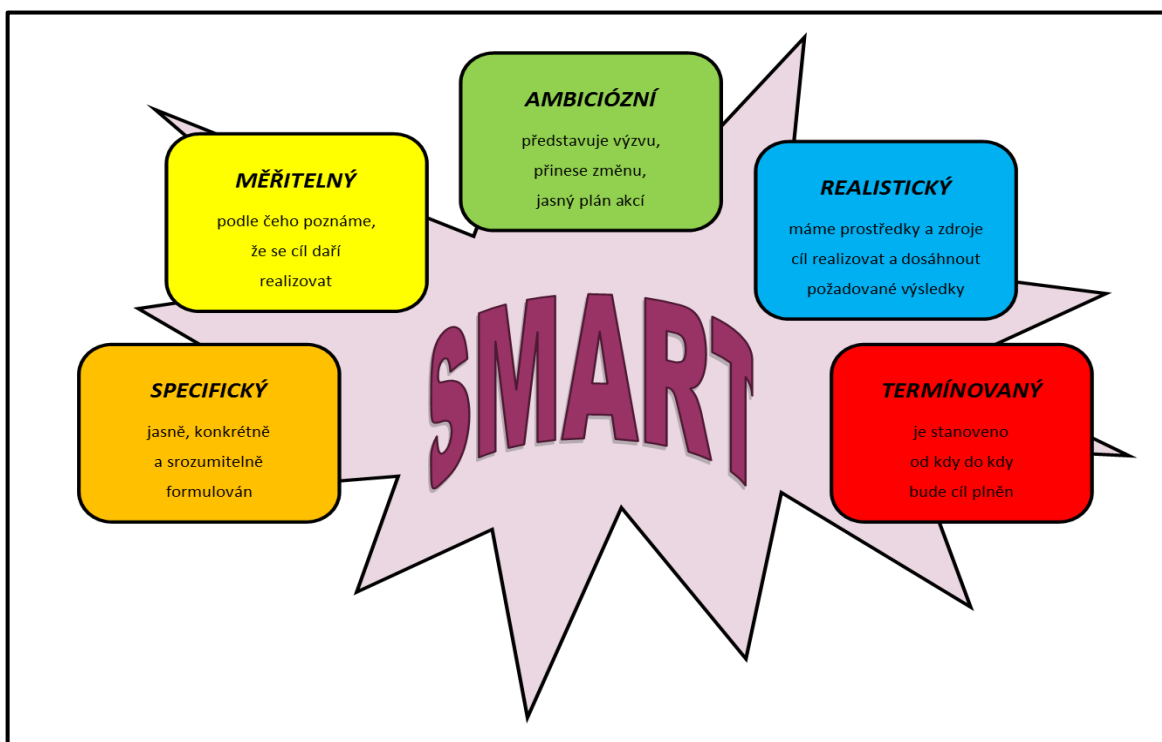 AMBICIÓZNÍ
představuje výzvu,
přinese změnu,
jasný plán akcí
MĚŘITELNÝ
podle čeho poznáme,
že se cíl daří
realizovat
REALISTICKÝ
máme prostředky a zdroje
cíl realizovat a dosáhnout
požadované výsledky
SMART
SPECIFICKÝ
jasně, konkrétně
a srozumitelně
formulován
TERMÍNOVANÝ
je stanoveno
od kdy do kdy
bude cíl plněn